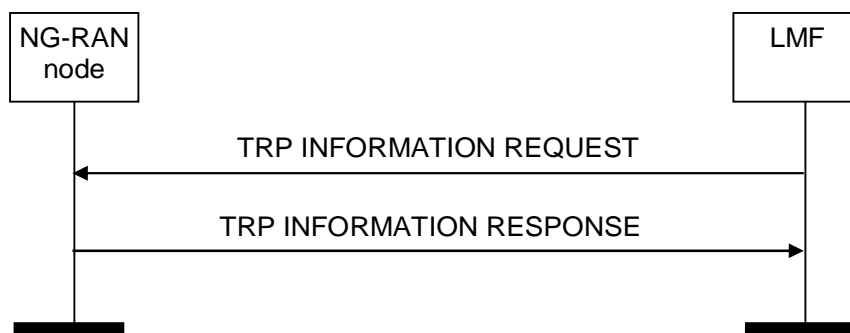 NG-RAN
node
LMF
TRP INFORMATION REQUEST
TRP INFORMATION RESPONSE